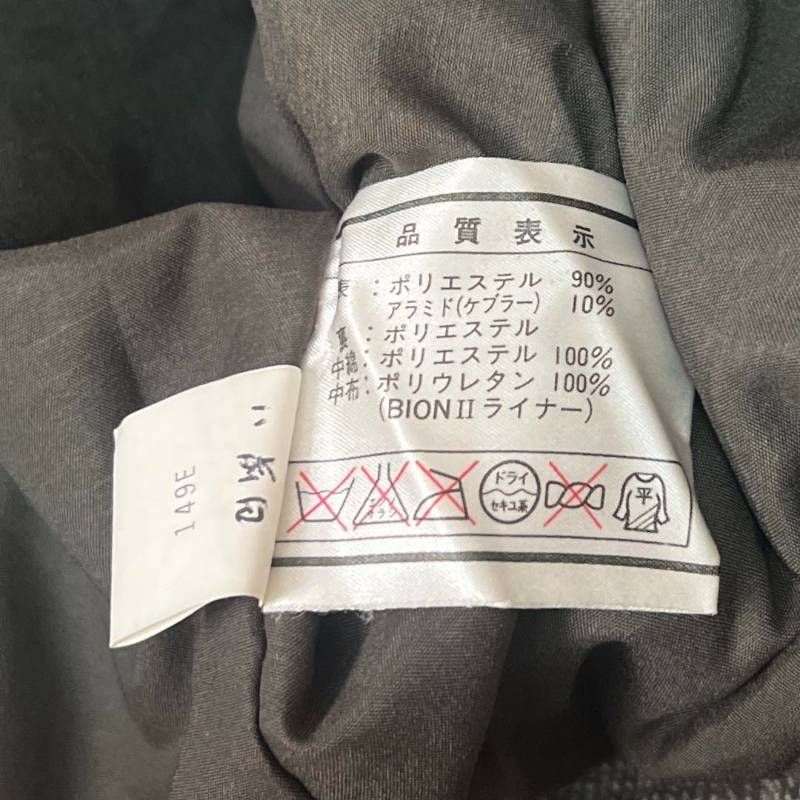 品質表示
表：ポリエステル 90%
アラミド(ケブラー) 10%
裏：ポリエステル
中綿：ポリエステル 100%
中布：ポリウレタン 100%
(BIONⅡライナー)
ドライ
セキユ系
平
149E